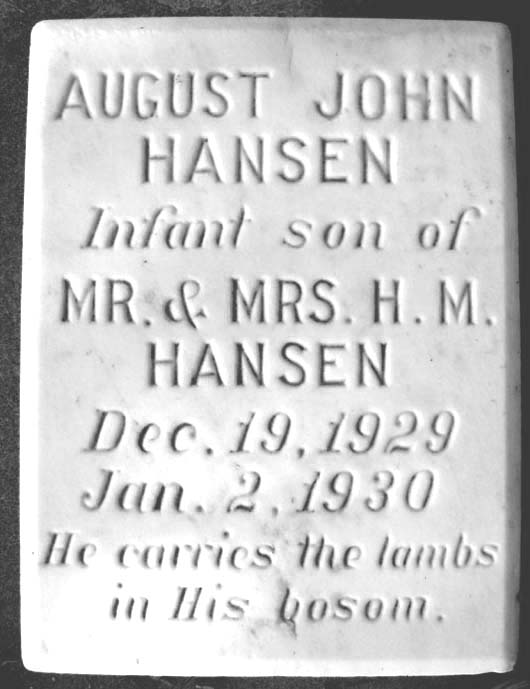 AUGUST JOHN
HANSEN
Infant son of
MR. & MRS. H. M.
HANSEN
Dec. 19, 1929
Jan. 2, 1930
He carries the lambs
in His bosom.